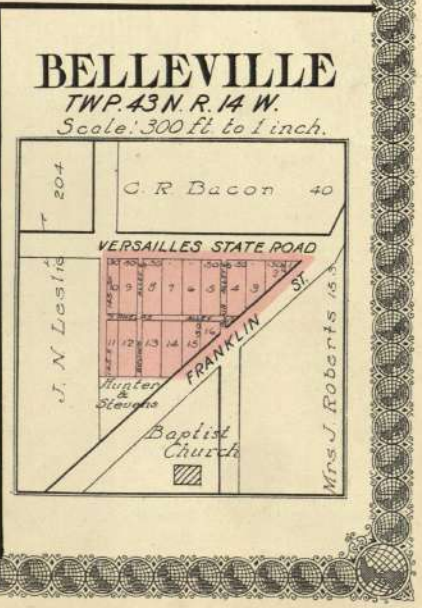 BELLEVILLE
TWP. 43 N. R. 14 W.
Scale: 300 ft. to 1 inch.
204
C. R. Bacon 40
VERSAILLES STATE ROAD
J. N. Leslie
10 9 8 7 6 5 4 3 2 1
ALLEY
11 12 13 14 15 16
FRANKLIN ST.
Mrs. J. Roberts 153
Hunter
&
Stevens
Baptist
Church